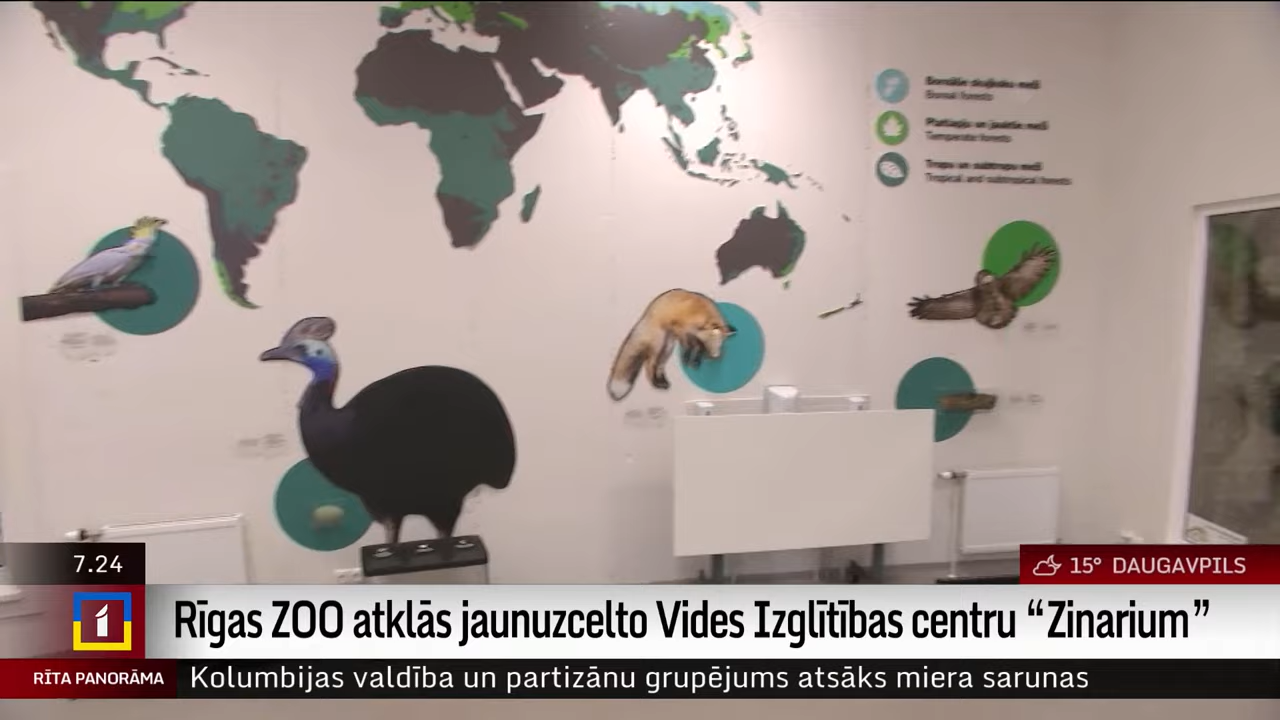 Boreālie skujkoku meži
Boreal forests
Platlapju un jauktie meži
Temperate forests
Tropu un subtropu meži
Tropical and subtropical forests
7.24
15° DAUGAVPILS
1
Rīgas ZOO atklās jaunuzcelto Vides Izglītības centru “Zinarium”
RĪTA PANORĀMA
Kolumbijas valdība un partizānu grupējums atsāks miera sarunas